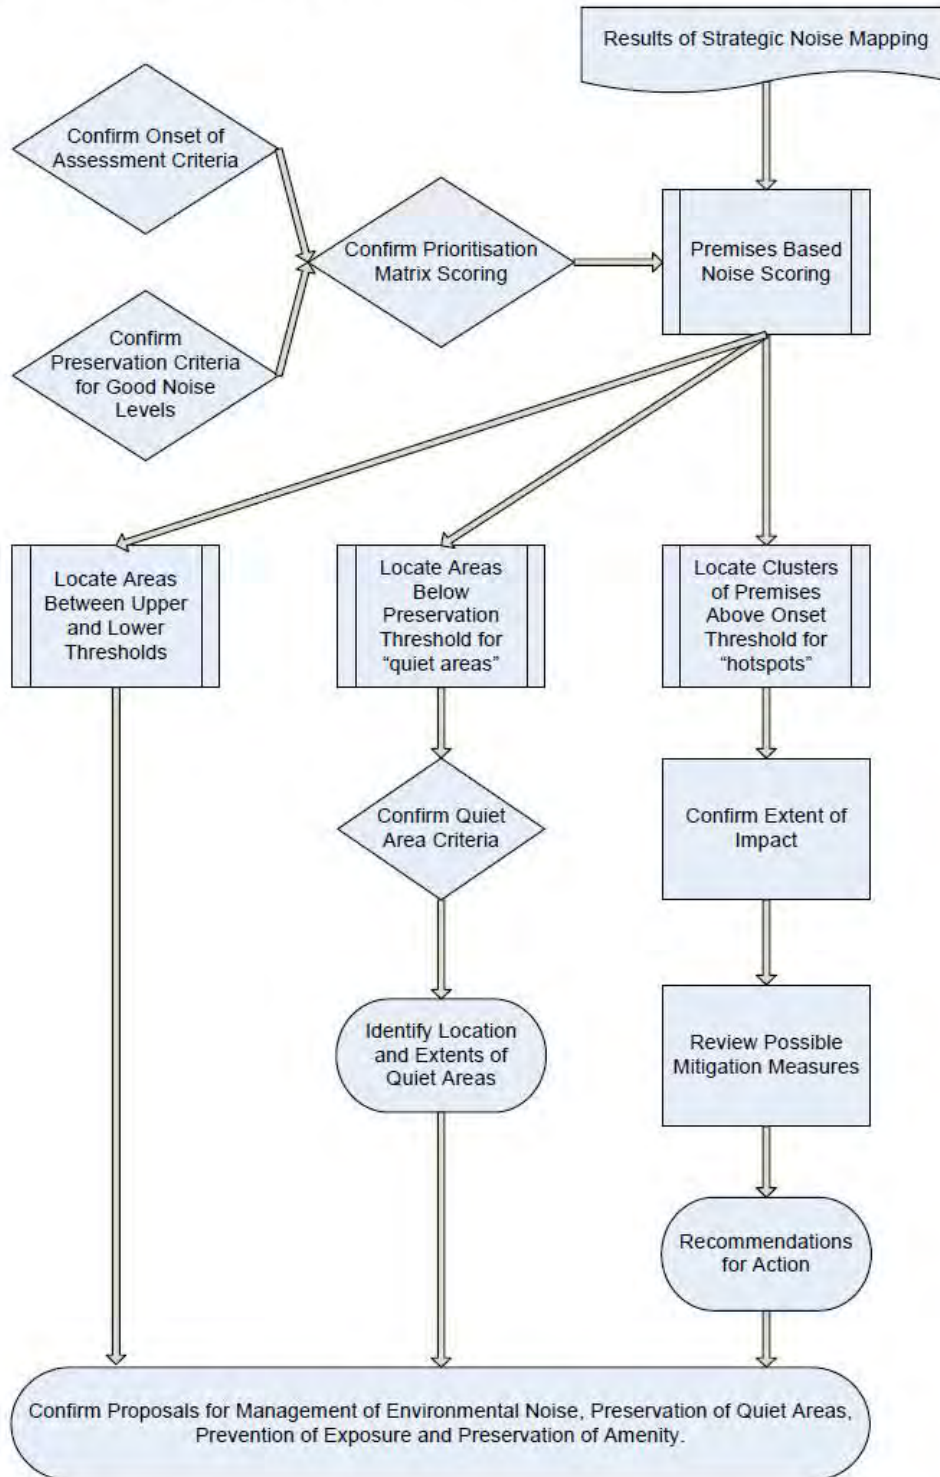 Results of Strategic Noise Mapping
Confirm Onset of
Assessment Criteria
Confirm Prioritisation
Matrix Scoring
Premises Based
Noise Scoring
Confirm
Preservation Criteria
for Good Noise
Levels
Locate Areas
Between Upper
and Lower
Thresholds
Locate Areas
Below
Preservation
Threshold for
“quiet areas”
Locate Clusters
of Premises
Above Onset
Threshold for
“hotspots”
Confirm Quiet
Area Criteria
Confirm Extent of
Impact
Identify Location
and Extents of
Quiet Areas
Review Possible
Mitigation Measures
Recommendations
for Action
Confirm Proposals for Management of Environmental Noise, Preservation of Quiet Areas,
Prevention of Exposure and Preservation of Amenity.